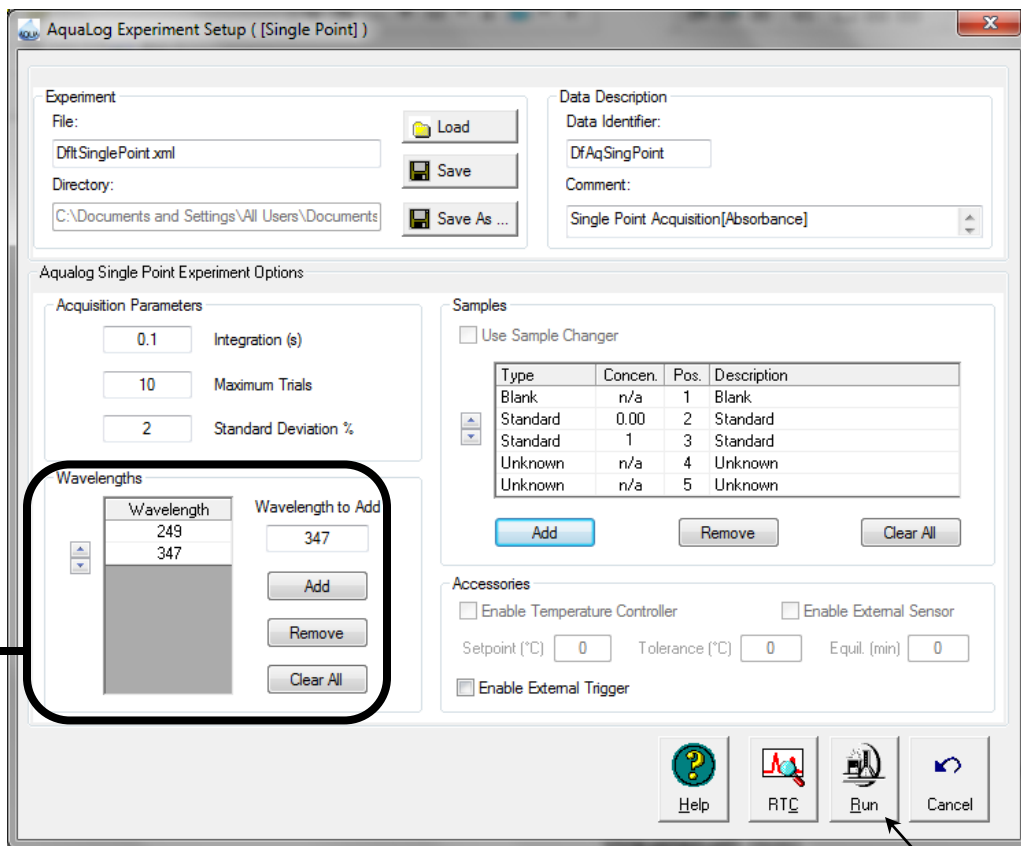 AquaLog Experiment Setup ( [Single Point] )
Experiment
File:
DfltSinglePoint.xml
Directory:
C:\Documents and Settings\All Users\Documents
Load
Save
Save As ...
Data Description
Data Identifier:
DfAqSingPoint
Comment:
Single Point Acquisition[Absorbance]
Aqualog Single Point Experiment Options
Acquisition Parameters
0.1 Integration (s)
10 Maximum Trials
2 Standard Deviation %
Wavelengths
Wavelength
249
347
Wavelength to Add
347
Add
Remove
Clear All
Samples
Use Sample Changer
Type Concen. Pos. Description
Blank n/a 1 Blank
Standard 0.00 2 Standard
Standard 1 3 Standard
Unknown n/a 4 Unknown
Unknown n/a 5 Unknown
Add Remove Clear All
Accessories
Enable Temperature Controller Enable External Sensor
Setpoint (°C) 0 Tolerance (°C) 0 Equil. (min) 0
Enable External Trigger
Help RTC Run Cancel